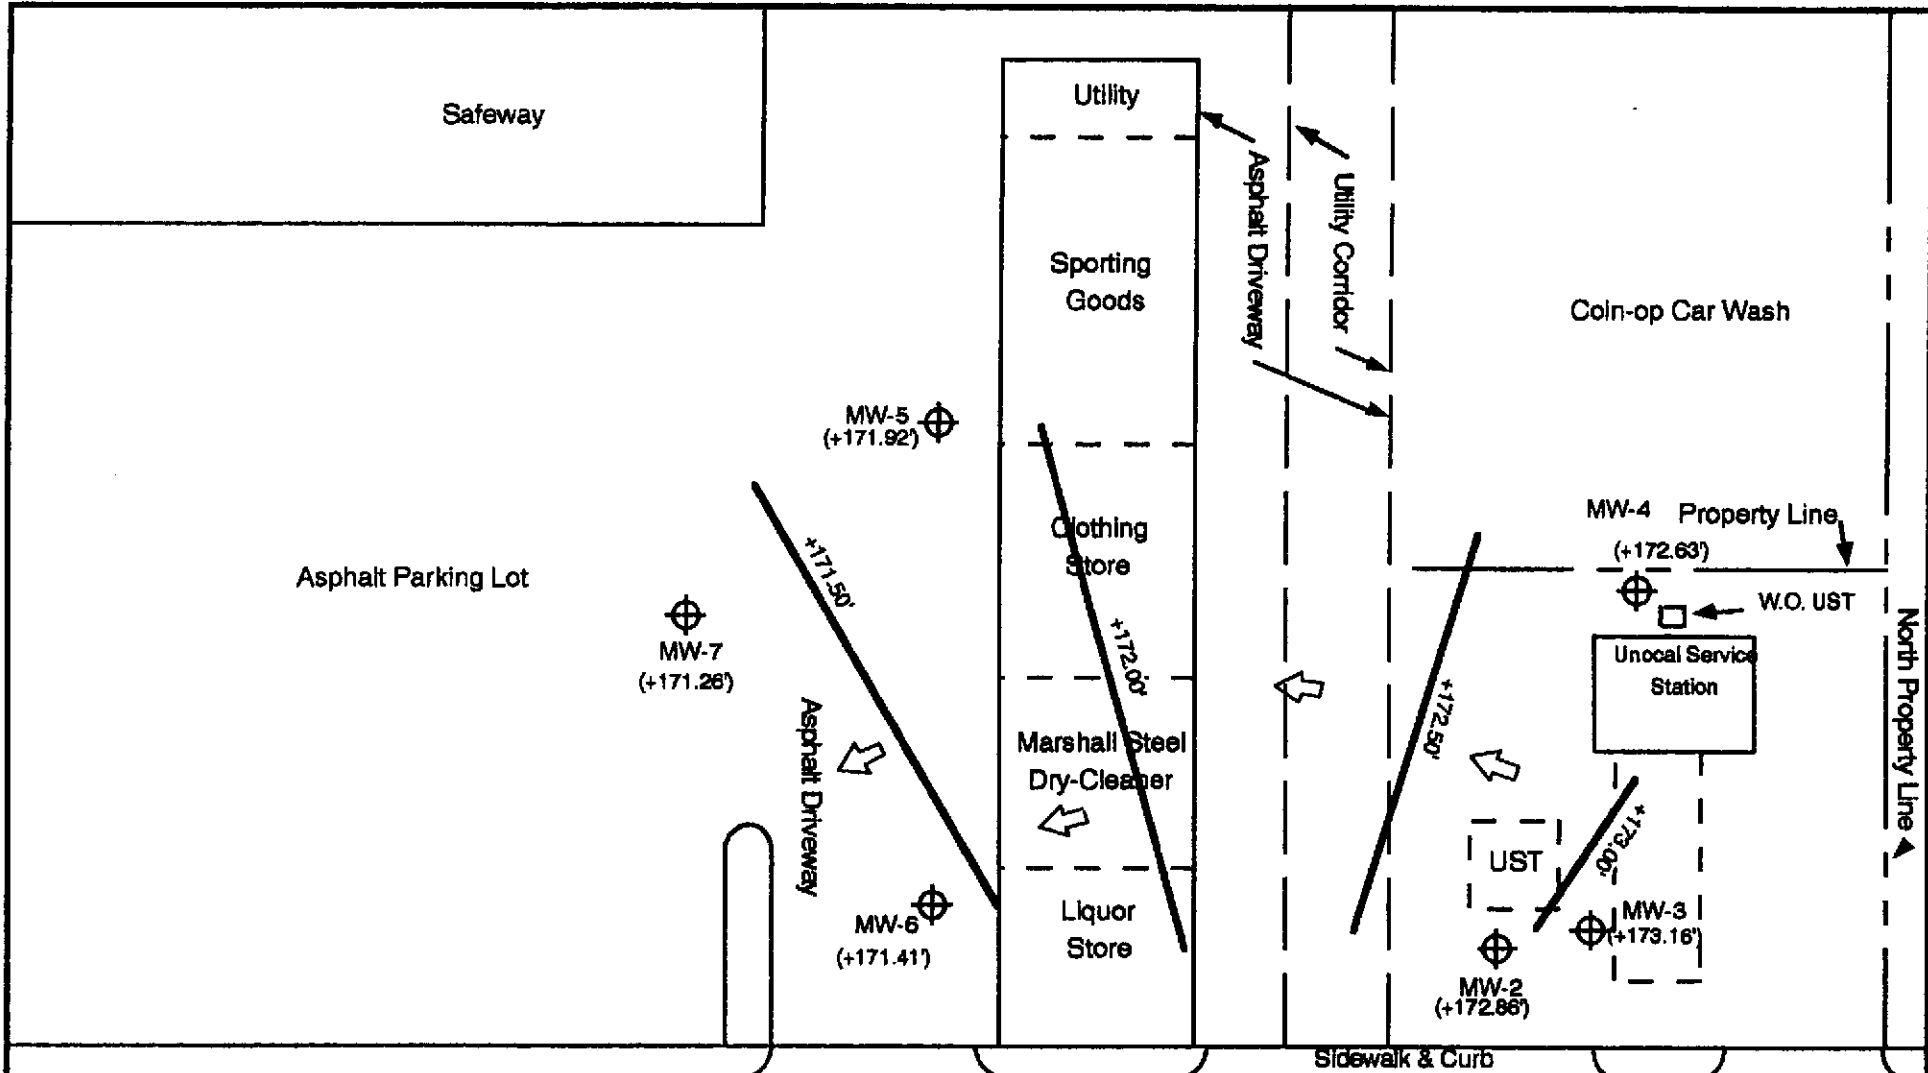 Safeway
Utility
Asphalt Driveway
Utility Corridor
Sporting
Goods
Coin-op Car Wash
MW-5
(+171.92')
MW-4
Property Line
(+172.63')
Clothing
Store
Asphalt Parking Lot
+171.50'
W.O. UST
MW-7
(+171.26')
+172.00'
Unocal Service
Station
North Property Line
+172.50'
Asphalt Driveway
Marshall Steel
Dry-Cleaner
+173.00'
UST
Liquor
Store
MW-6
(+171.41')
MW-3
(+173.16')
MW-2
(+172.86')
Sidewalk & Curb